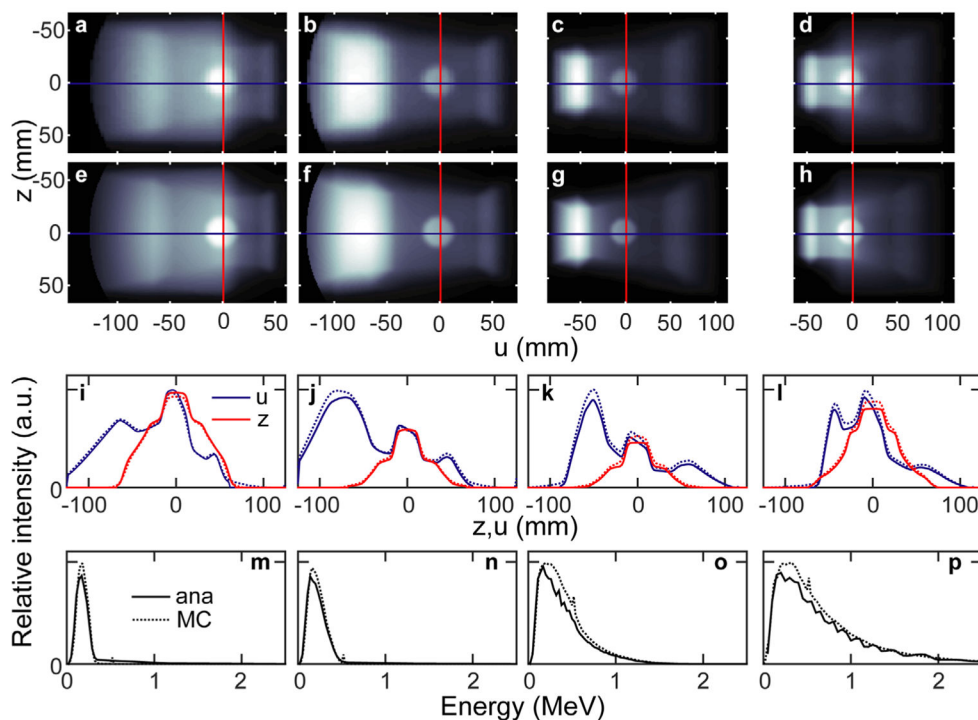 a b c d
-50
0
50
e f g h
-50
0
50
z (mm)
-100 -50 0 50 -100 -50 0 50 -50 0 50 100 -50 0 50 100
u (mm)
i j k l
u
z
0
-100 0 100 -100 0 100 -100 0 100 -100 0 100
z,u (mm)
Relative intensity (a.u.)
m n o p
ana
MC
0
0 1 2 0 1 2 0 1 2 0 1 2
Energy (MeV)